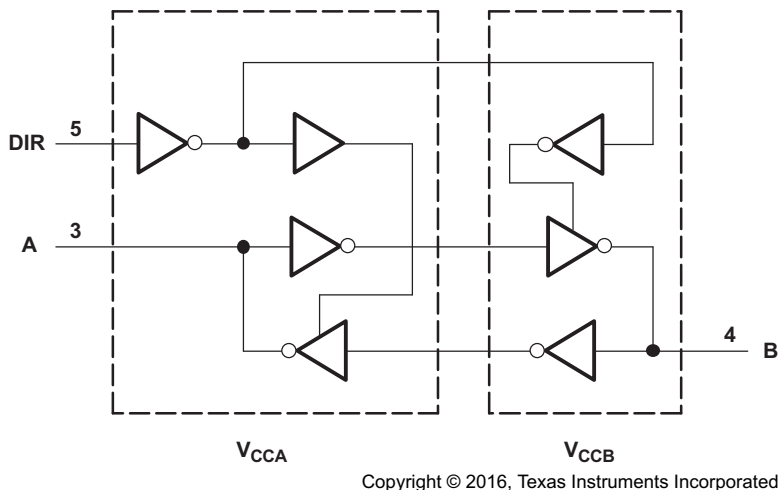 5
DIR
3
A
4
B
VCCA
VCCB
Copyright © 2016, Texas Instruments Incorporated